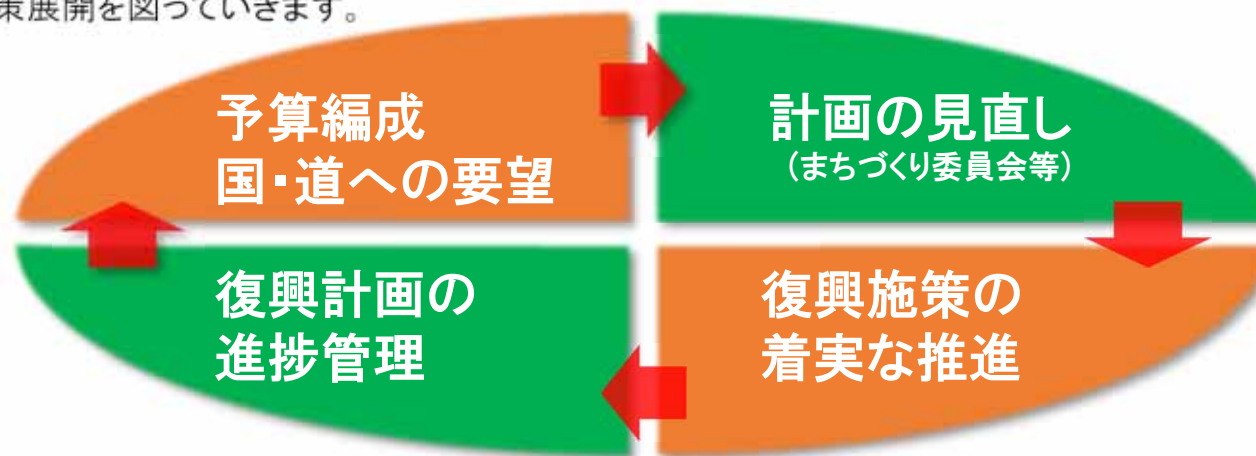 策展開を図っていきます。
予算編成
国・道への要望
計画の見直し
(まちづくり委員会等)
復興計画の
進捗管理
復興施策の
着実な推進